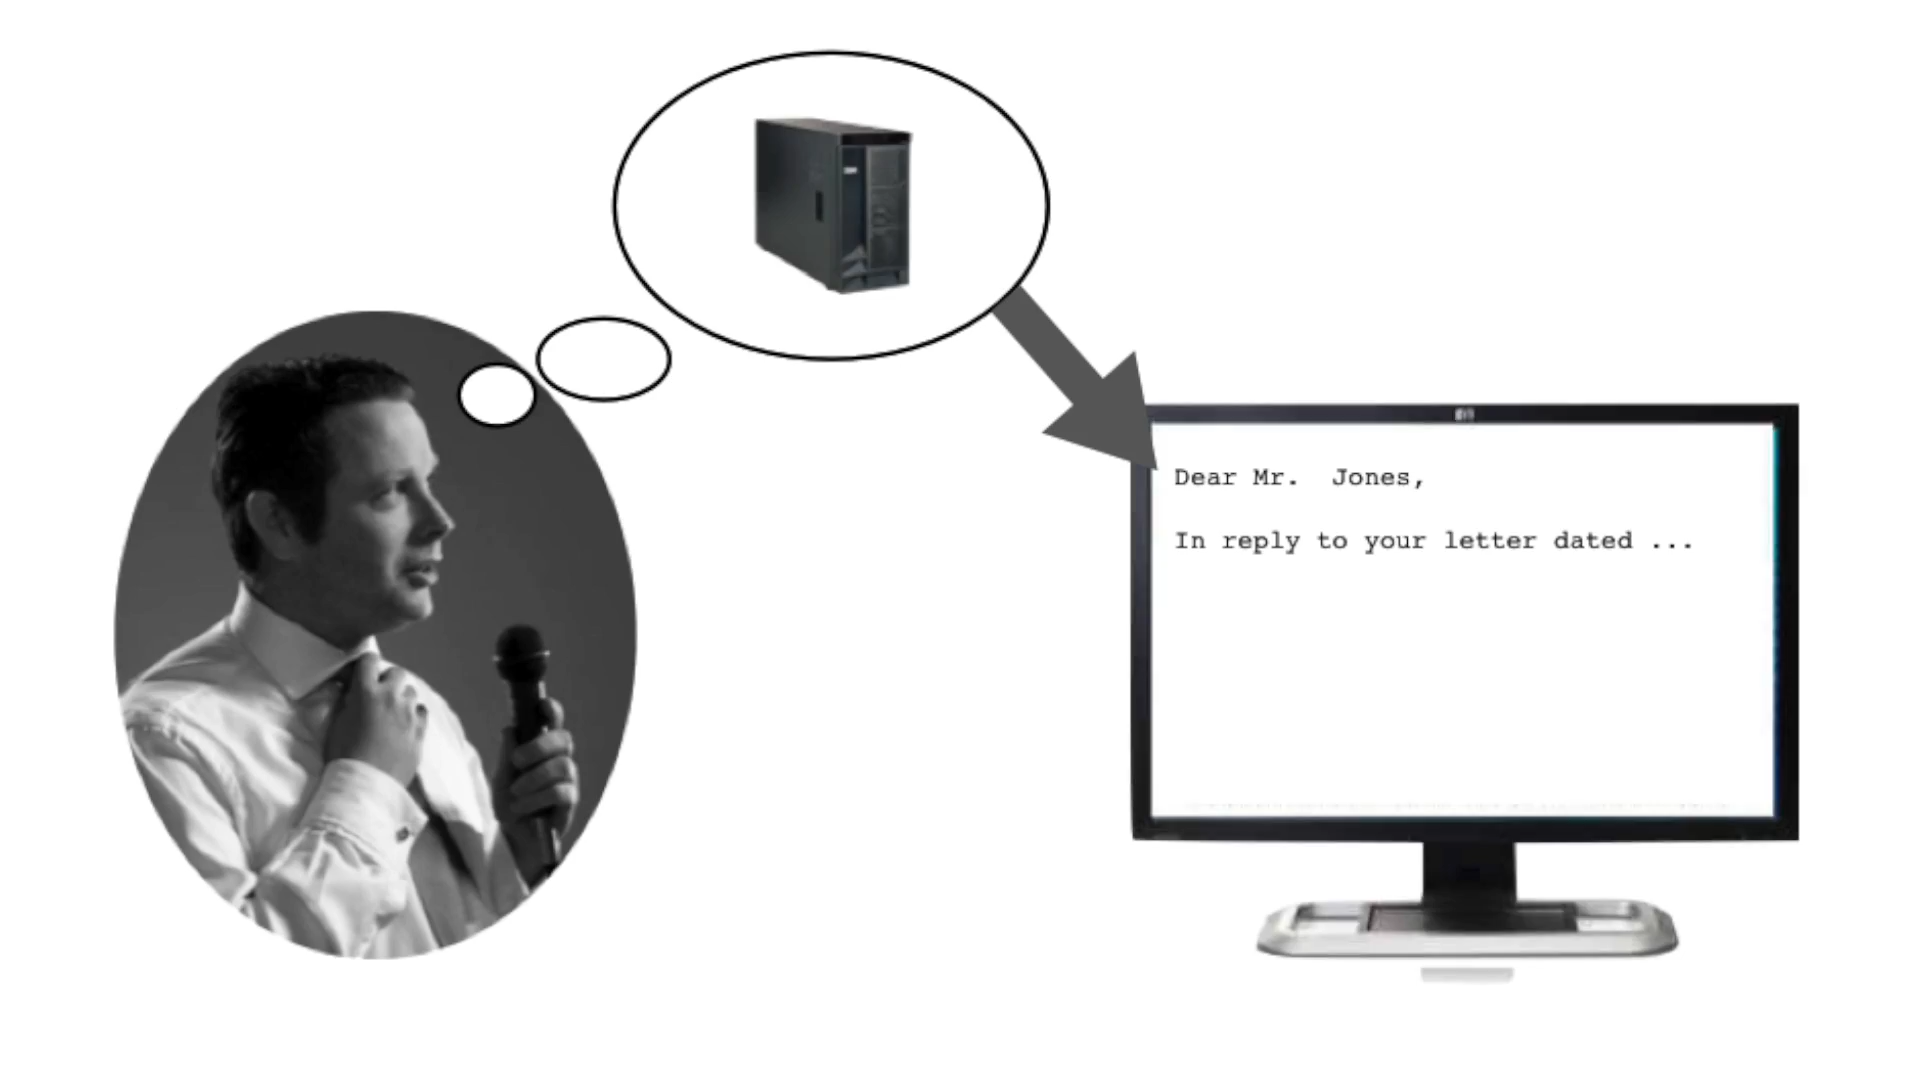 Dear Mr.  Jones,
In reply to your letter dated ...